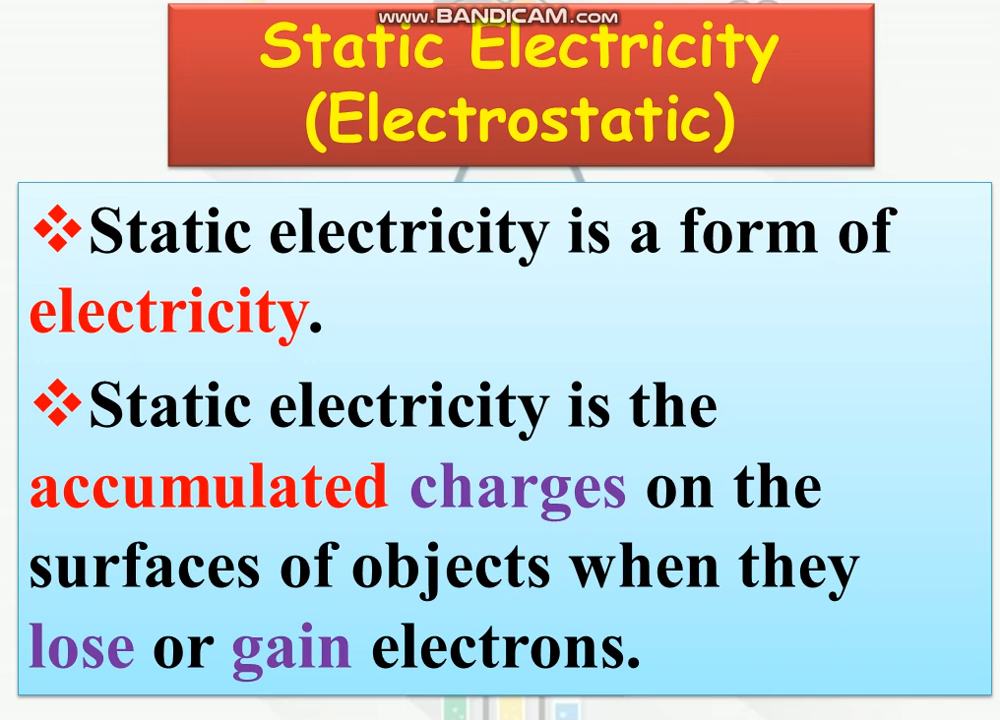 www.BANDICAM.com
Static Electricity
(Electrostatic)
❖Static electricity is a form of
electricity.
❖Static electricity is the
accumulated charges on the
surfaces of objects when they
lose or gain electrons.